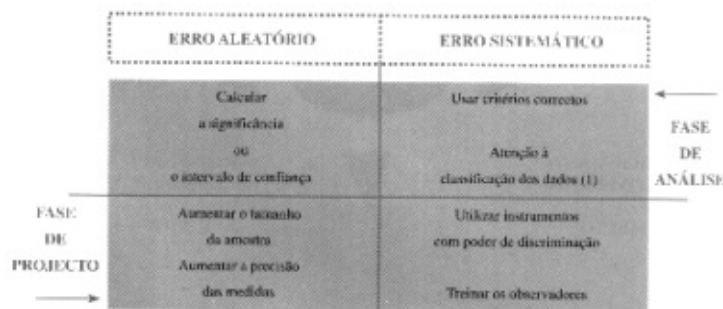 ERRO ALEATÓRIO
ERRO SISTEMÁTICO
Calcular
a significância
ou
o intervalo de confiança
Usar critérios correctos
Atenção à
classificação dos dados (1)
FASE
DE
ANÁLISE
FASE
DE
PROJECTO
Aumentar o tamanho
da amostra
Aumentar a precisão
das medidas
Utilizar instrumentos
com poder de discriminação
Treinar os observadores